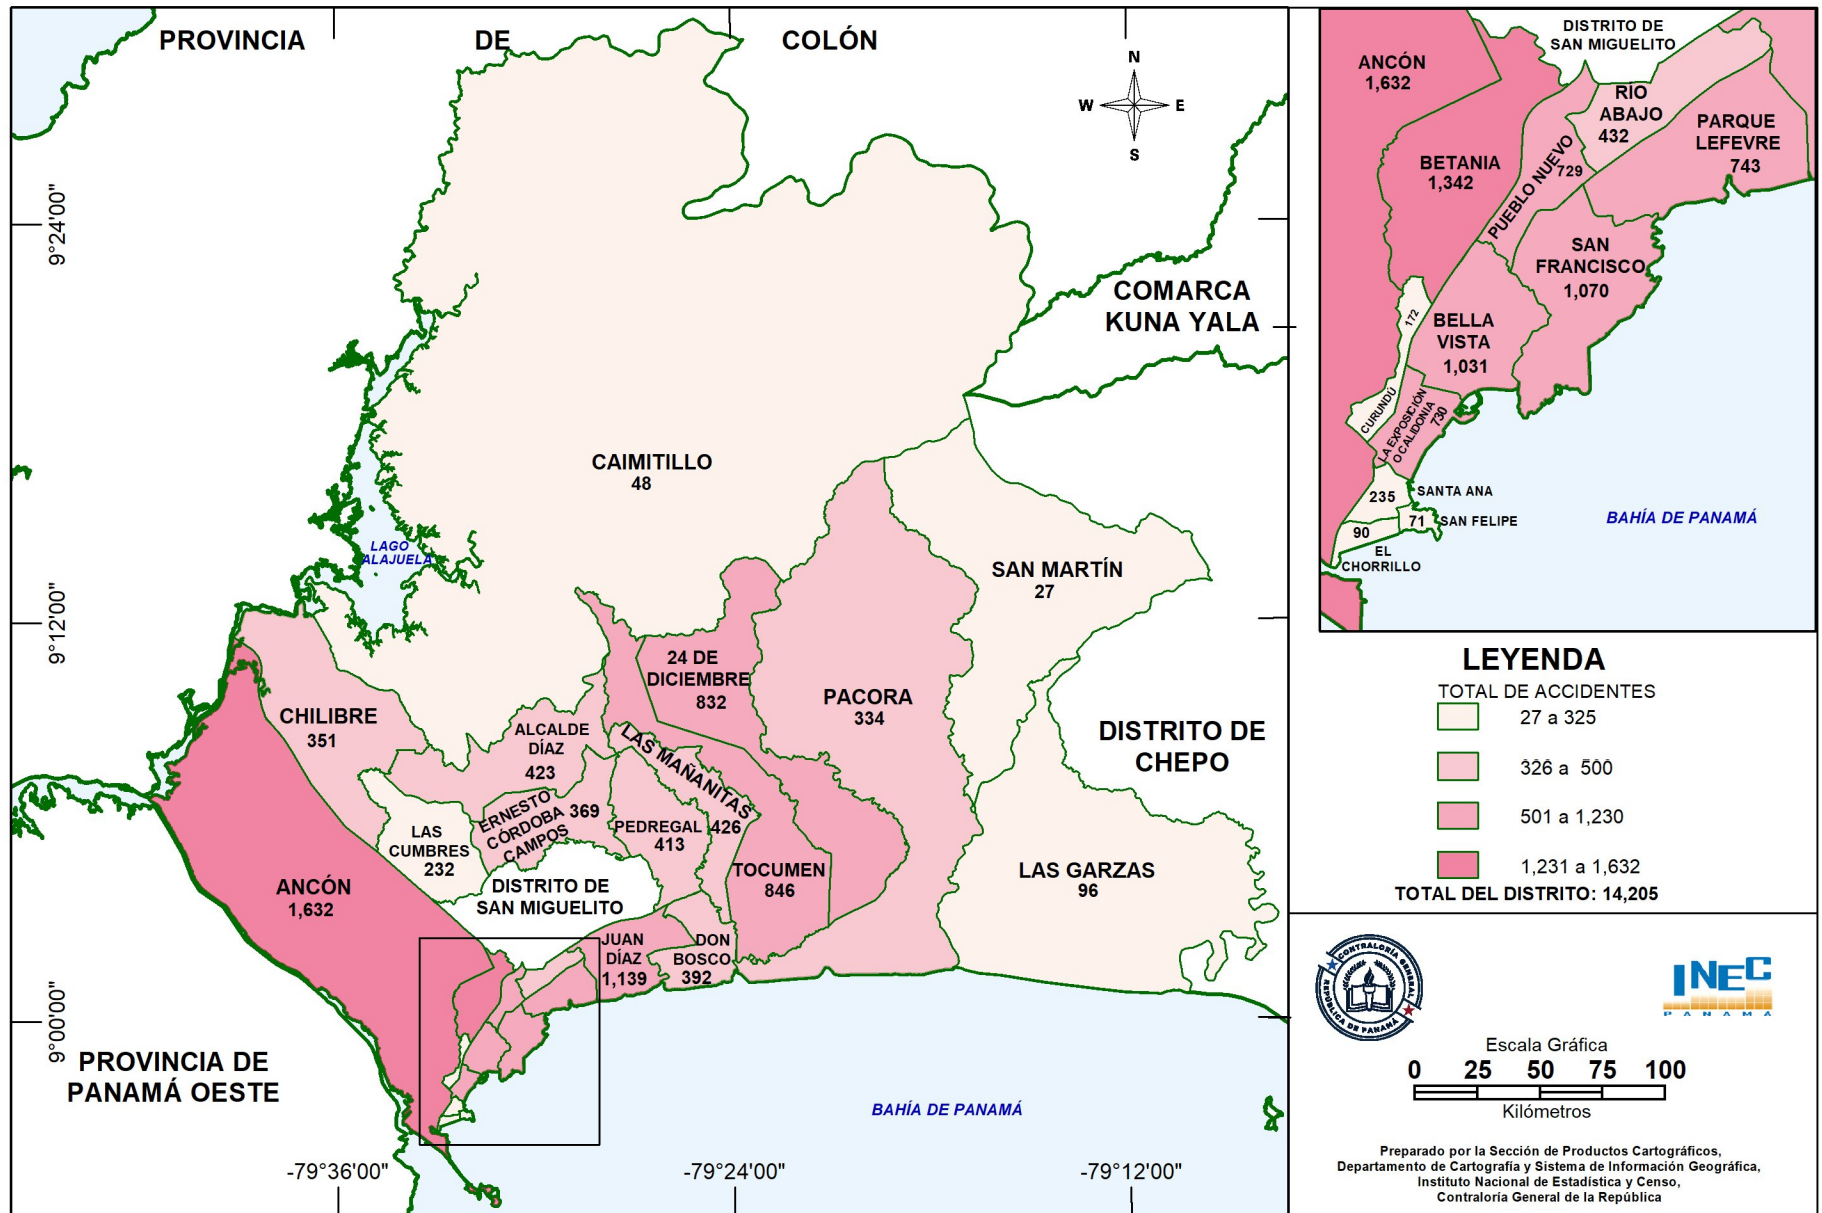 PROVINCIA DE COLÓN
N
W E
S
9°24'00"
9°12'00"
9°00'00"
COMARCA
KUNA YALA
CAIMITILLO
48
LAGO
ALAJUELA
SAN MARTÍN
27
24 DE
DICIEMBRE
832
PACORA
334
CHILIBRE
351
ALCALDE
DÍAZ
423
LAS MAÑANITAS
426
DISTRITO DE
CHEPO
ERNESTO
CÓRDOBA
CAMPOS
369
PEDREGAL
413
LAS
CUMBRES
232
TOCUMEN
846
LAS GARZAS
96
ANCÓN
1,632
DISTRITO DE
SAN MIGUELITO
JUAN
DÍAZ
1,139
DON
BOSCO
392
PROVINCIA DE
PANAMÁ OESTE
BAHÍA DE PANAMÁ
-79°36'00"
-79°24'00"
-79°12'00"
DISTRITO DE
SAN MIGUELITO
ANCÓN
1,632
RIO
ABAJO
432
PARQUE
LEFEVRE
743
BETANIA
1,342
PUEBLO NUEVO
729
SAN
FRANCISCO
1,070
172
CURUNDÚ
BELLA
VISTA
1,031
LA EXPOSICIÓN
O CALIDONIA
730
235
SANTA ANA
71
SAN FELIPE
90
EL
CHORRILLO
BAHÍA DE PANAMÁ
LEYENDA
TOTAL DE ACCIDENTES
27 a 325
326 a 500
501 a 1,230
1,231 a 1,632
TOTAL DEL DISTRITO: 14,205
CONTRALORÍA GENERAL
REPÚBLICA DE PANAMÁ
INEC
PANAMÁ
Escala Gráfica
0 25 50 75 100
Kilómetros
Preparado por la Sección de Productos Cartográficos,
Departamento de Cartografía y Sistema de Información Geográfica,
Instituto Nacional de Estadística y Censo,
Contraloría General de la República